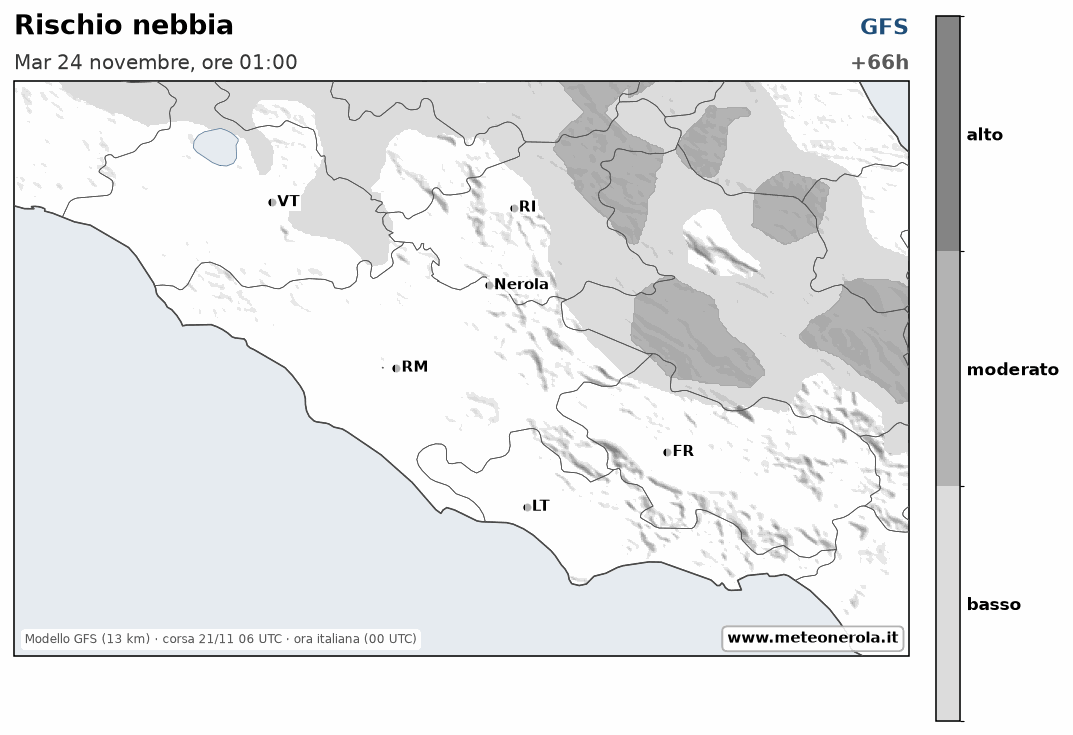 Rischio nebbia
GFS
Mar 24 novembre, ore 01:00
+66h
alto
VT
RI
Nerola
RM
moderato
FR
LT
basso
Modello GFS (13 km) · corsa 21/11 06 UTC · ora italiana (00 UTC)
www.meteonerola.it